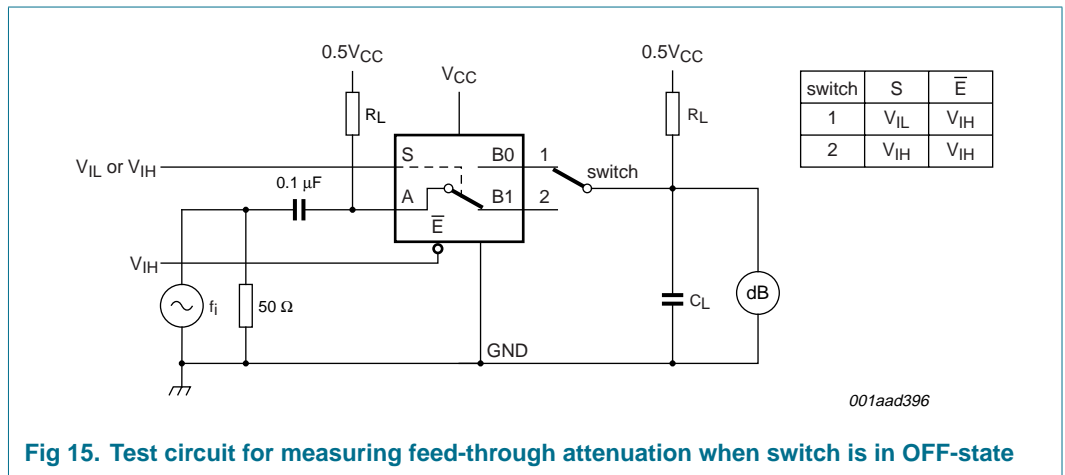 0.5VCC
VCC
0.5VCC
RL
RL
switch S E̅
1 VIL VIH
2 VIH VIH
VIL or VIH
S
B0
1
switch
0.1 μF
A
B1
2
E̅
VIH
fi
50 Ω
CL
dB
GND
001aad396
Fig 15. Test circuit for measuring feed-through attenuation when switch is in OFF-state